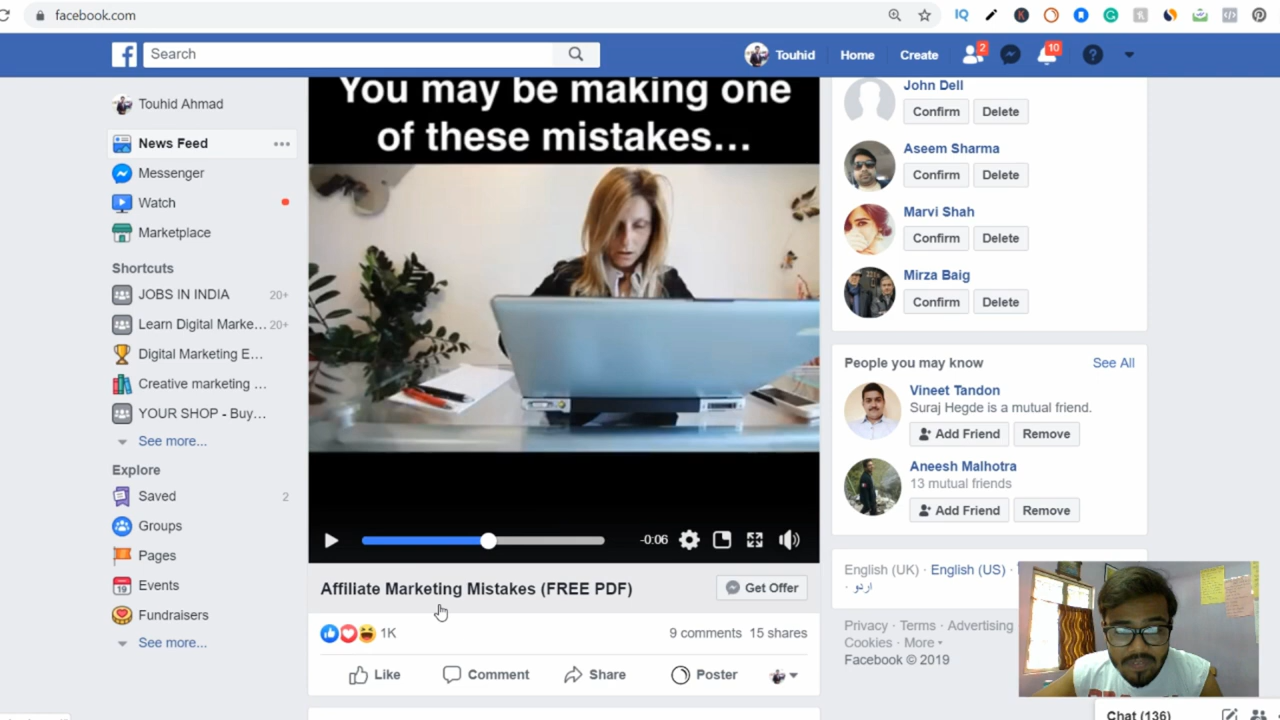 facebook.com
IQ
Search
Touhid
Home
Create
2
10
Touhid Ahmad
News Feed
Messenger
Watch
Marketplace
Shortcuts
JOBS IN INDIA 20+
Learn Digital Marke... 20+
Digital Marketing E...
Creative marketing ...
YOUR SHOP - Buy...
See more...
Explore
Saved 2
Groups
Pages
19
Events
Fundraisers
See more...
You may be making one
of these mistakes...
-0:06
Affiliate Marketing Mistakes (FREE PDF)
Get Offer
1K
9 comments 15 shares
Like
Comment
Share
Poster
John Dell
Confirm Delete
Aseem Sharma
Confirm Delete
Marvi Shah
Confirm Delete
Mirza Baig
Confirm Delete
People you may know See All
Vineet Tandon
Suraj Hegde is a mutual friend.
Add Friend Remove
Aneesh Malhotra
13 mutual friends
Add Friend Remove
English (UK) · English (US) ·
· اردو
Privacy · Terms · Advertising
Cookies · More
Facebook © 2019
Chat (136)